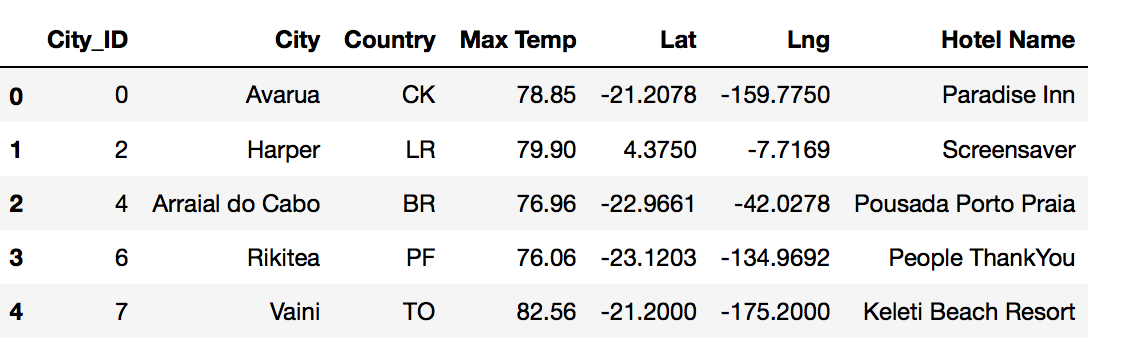 City_ID City Country Max Temp Lat Lng Hotel Name
0 0 Avarua CK 78.85 -21.2078 -159.7750 Paradise Inn
1 2 Harper LR 79.90 4.3750 -7.7169 Screensaver
2 4 Arraial do Cabo BR 76.96 -22.9661 -42.0278 Pousada Porto Praia
3 6 Rikitea PF 76.06 -23.1203 -134.9692 People ThankYou
4 7 Vaini TO 82.56 -21.2000 -175.2000 Keleti Beach Resort